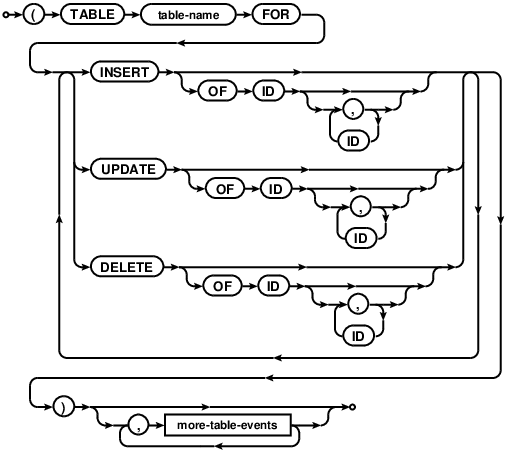 ( TABLE table-name FOR
INSERT
OF ID ,
ID
UPDATE
OF ID ,
ID
DELETE
OF ID ,
ID
)
, more-table-events